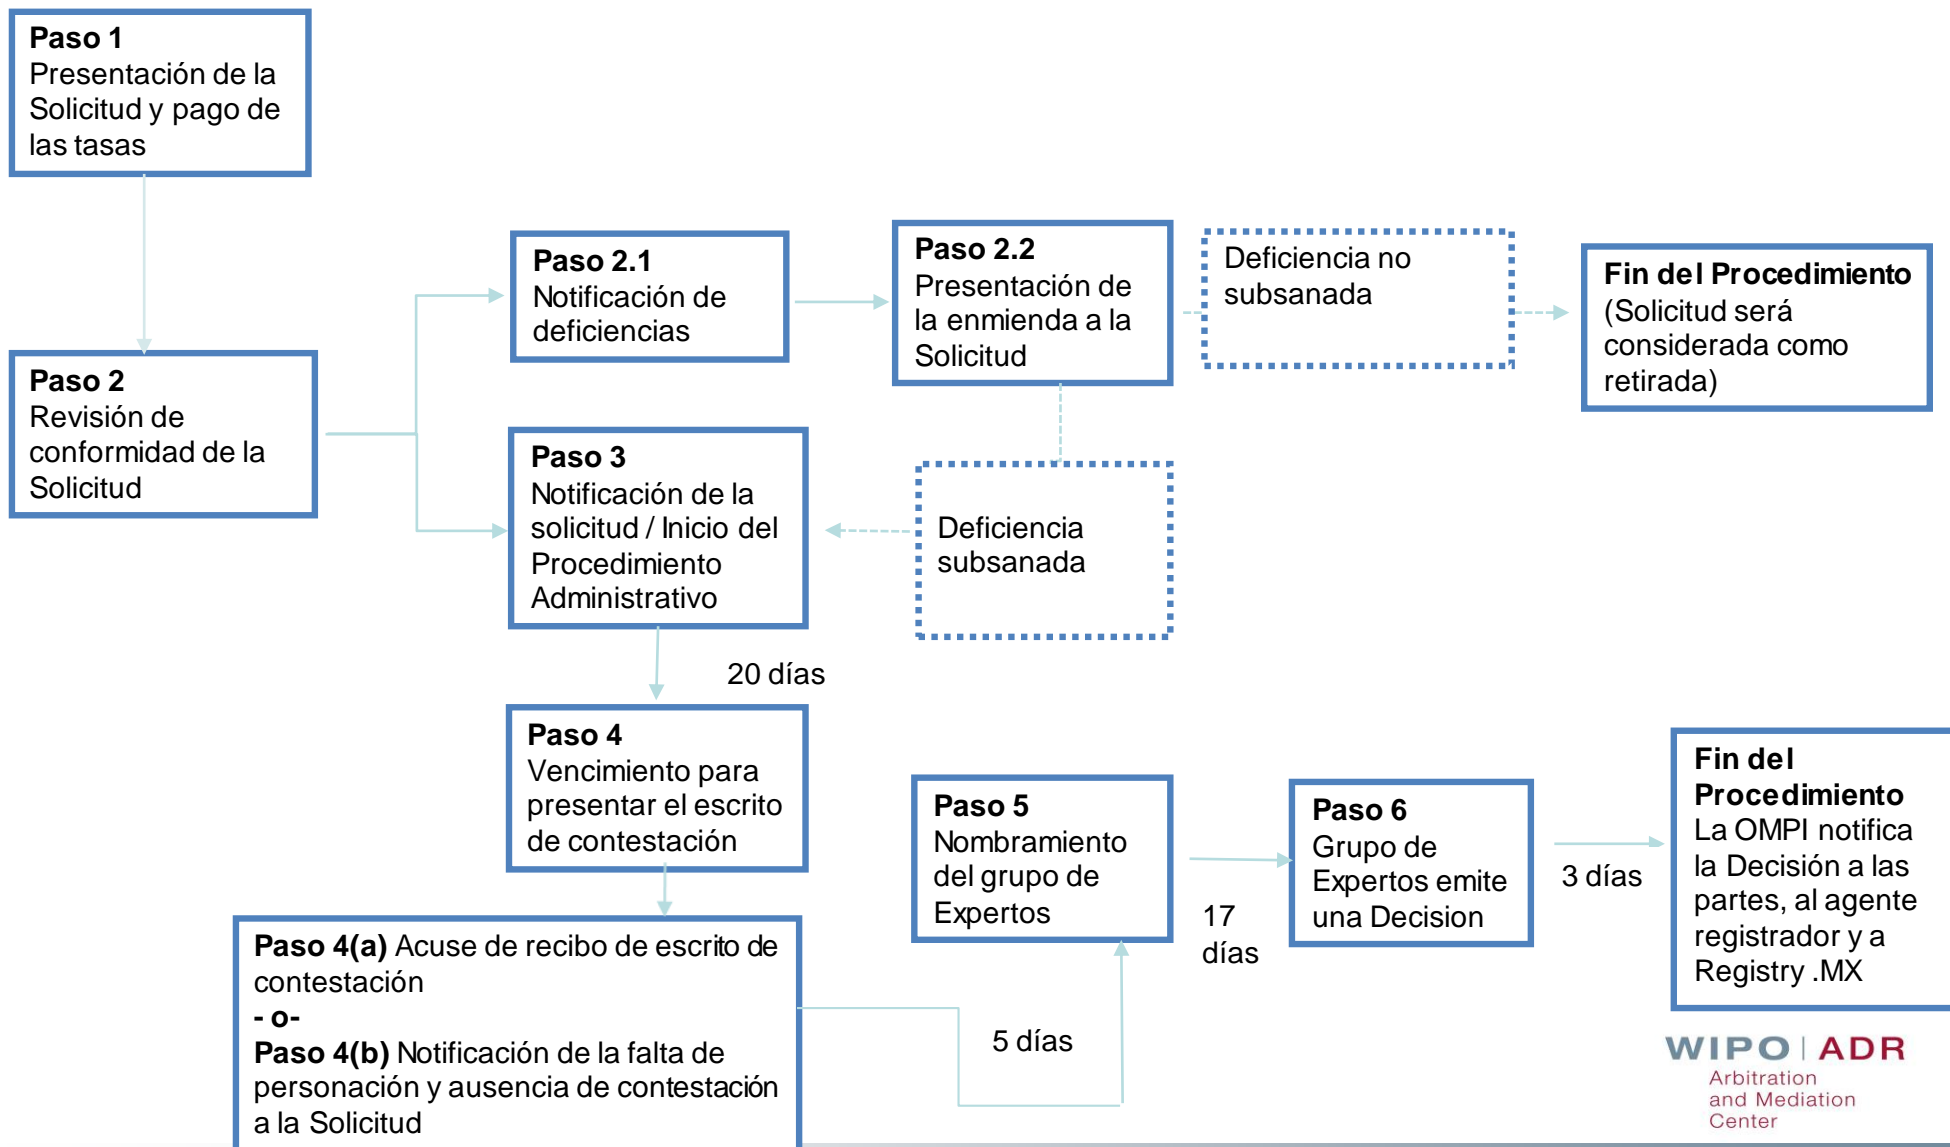 Paso 1
Presentación de la
Solicitud y pago de
las tasas
Paso 2
Revisión de
conformidad de la
Solicitud
Paso 2.1
Notificación de
deficiencias
Paso 2.2
Presentación de
la enmienda a la
Solicitud
Deficiencia no
subsanada
Fin del Procedimiento
(Solicitud será
considerada como
retirada)
Paso 3
Notificación de la
solicitud / Inicio del
Procedimiento
Administrativo
Deficiencia
subsanada
20 días
Paso 4
Vencimiento para
presentar el escrito
de contestación
Paso 4(a) Acuse de recibo de escrito de
contestación
- o-
Paso 4(b) Notificación de la falta de
personación y ausencia de contestación
a la Solicitud
5 días
Paso 5
Nombramiento
del grupo de
Expertos
17
días
Paso 6
Grupo de
Expertos emite
una Decision
3 días
Fin del
Procedimiento
La OMPI notifica
la Decisión a las
partes, al agente
registrador y a
Registry .MX
WIPO | ADR
Arbitration
and Mediation
Center